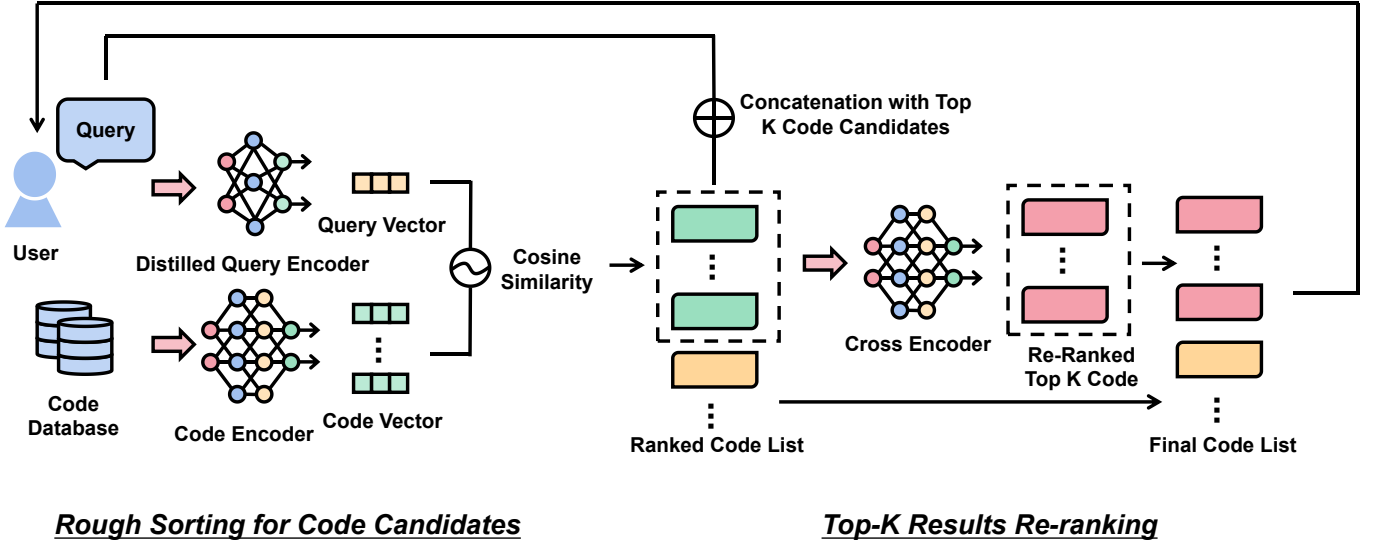 Query
User
Distilled Query Encoder
Query Vector
Code
Database
Code Encoder
Code Vector
Cosine
Similarity
Concatenation with Top
K Code Candidates
Ranked Code List
Cross Encoder
Re-Ranked
Top K Code
Final Code List
Rough Sorting for Code Candidates
Top-K Results Re-ranking